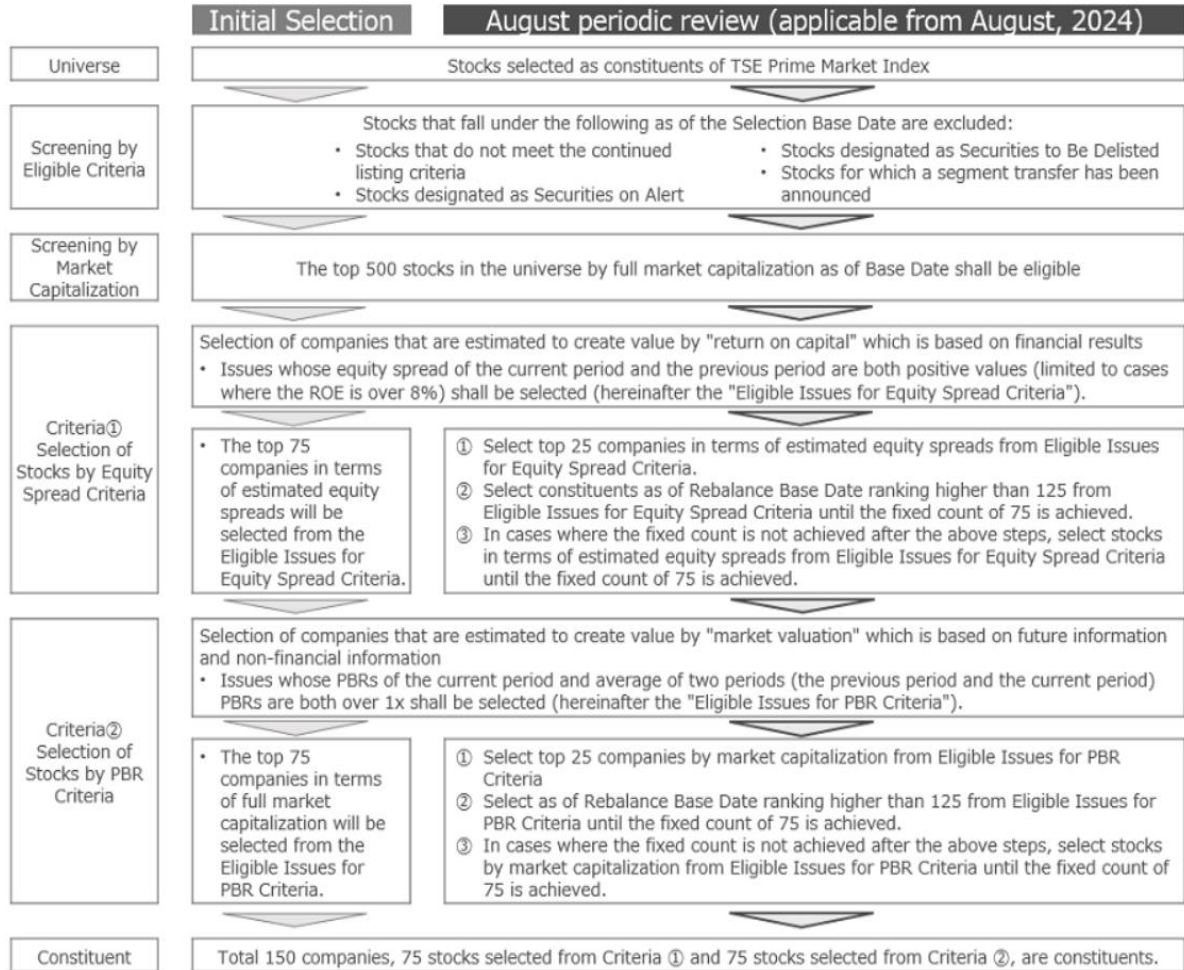 Initial Selection
August periodic review (applicable from August, 2024)
Universe
Stocks selected as constituents of TSE Prime Market Index
Screening by
Eligible Criteria
Stocks that fall under the following as of the Selection Base Date are excluded:
・ Stocks that do not meet the continued
listing criteria
・ Stocks designated as Securities on Alert
・ Stocks designated as Securities to Be Delisted
・ Stocks for which a segment transfer has been
announced
Screening by
Market
Capitalization
The top 500 stocks in the universe by full market capitalization as of Base Date shall be eligible
Criteria①
Selection of
Stocks by Equity
Spread Criteria
Selection of companies that are estimated to create value by "return on capital" which is based on financial results
・ Issues whose equity spread of the current period and the previous period are both positive values (limited to cases
where the ROE is over 8%) shall be selected (hereinafter the "Eligible Issues for Equity Spread Criteria").
・ The top 75
companies in terms
of estimated equity
spreads will be
selected from the
Eligible Issues for
Equity Spread Criteria.
① Select top 25 companies in terms of estimated equity spreads from Eligible Issues
for Equity Spread Criteria.
② Select constituents as of Rebalance Base Date ranking higher than 125 from
Eligible Issues for Equity Spread Criteria until the fixed count of 75 is achieved.
③ In cases where the fixed count is not achieved after the above steps, select stocks
in terms of estimated equity spreads from Eligible Issues for Equity Spread Criteria
until the fixed count of 75 is achieved.
Criteria②
Selection of
Stocks by PBR
Criteria
Selection of companies that are estimated to create value by "market valuation" which is based on future information
and non-financial information
・ Issues whose PBRs of the current period and average of two periods (the previous period and the current period)
PBRs are both over 1x shall be selected (hereinafter the "Eligible Issues for PBR Criteria").
・ The top 75
companies in terms
of full market
capitalization will be
selected from the
Eligible Issues for
PBR Criteria.
① Select top 25 companies by market capitalization from Eligible Issues for PBR
Criteria
② Select as of Rebalance Base Date ranking higher than 125 from Eligible Issues for
PBR Criteria until the fixed count of 75 is achieved.
③ In cases where the fixed count is not achieved after the above steps, select stocks
by market capitalization from Eligible Issues for PBR Criteria until the fixed count of
75 is achieved.
Constituent
Total 150 companies, 75 stocks selected from Criteria ① and 75 stocks selected from Criteria ②, are constituents.